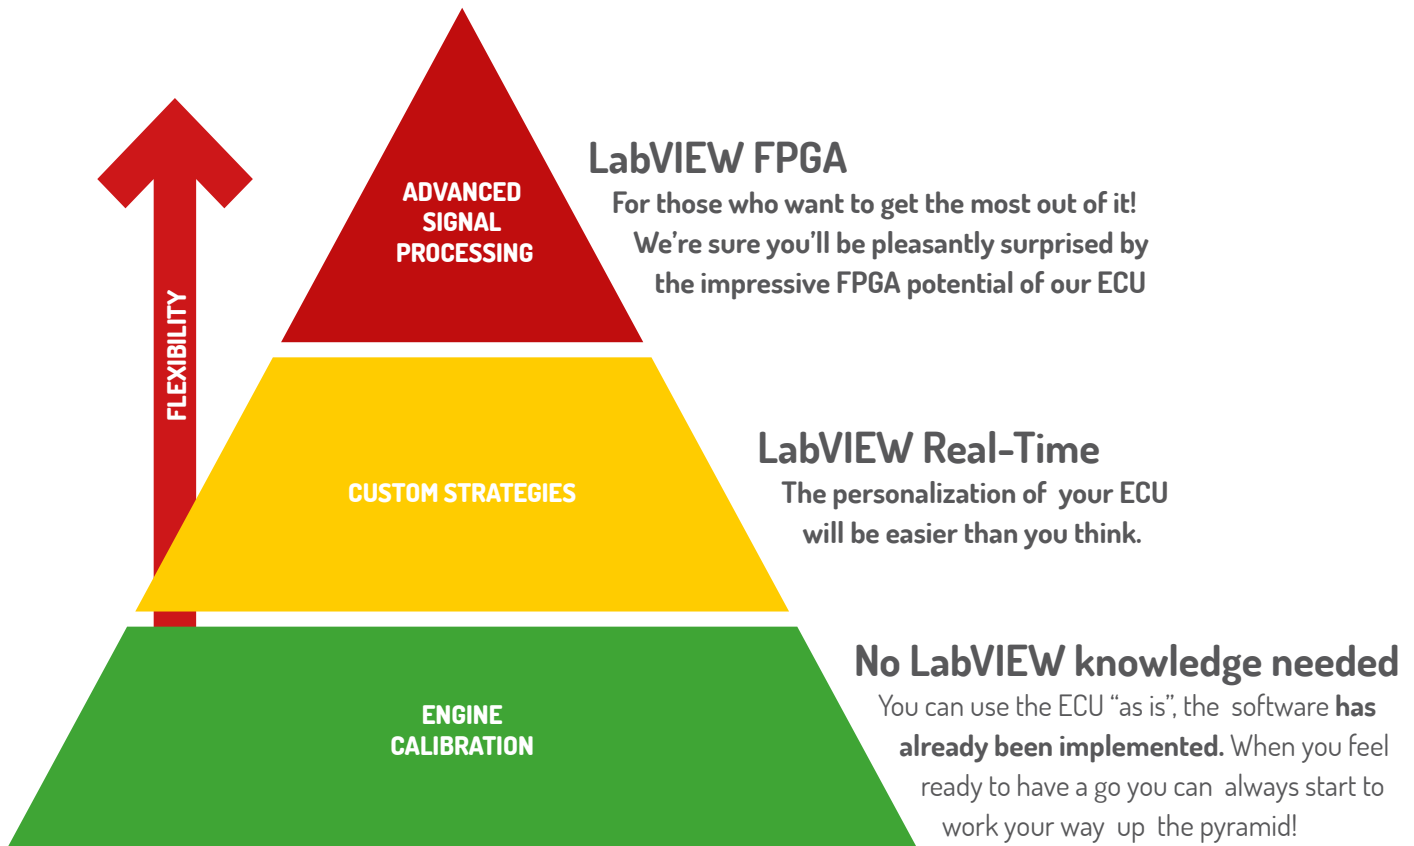 LabVIEW FPGA
For those who want to get the most out of it!
We're sure you'll be pleasantly surprised by
the impressive FPGA potential of our ECU
ADVANCED
SIGNAL
PROCESSING
FLEXIBILITY
LabVIEW Real-Time
The personalization of your ECU
will be easier than you think.
CUSTOM STRATEGIES
No LabVIEW knowledge needed
You can use the ECU “as is”, the software has
already been implemented. When you feel
ready to have a go you can always start to
work your way up the pyramid!
ENGINE
CALIBRATION